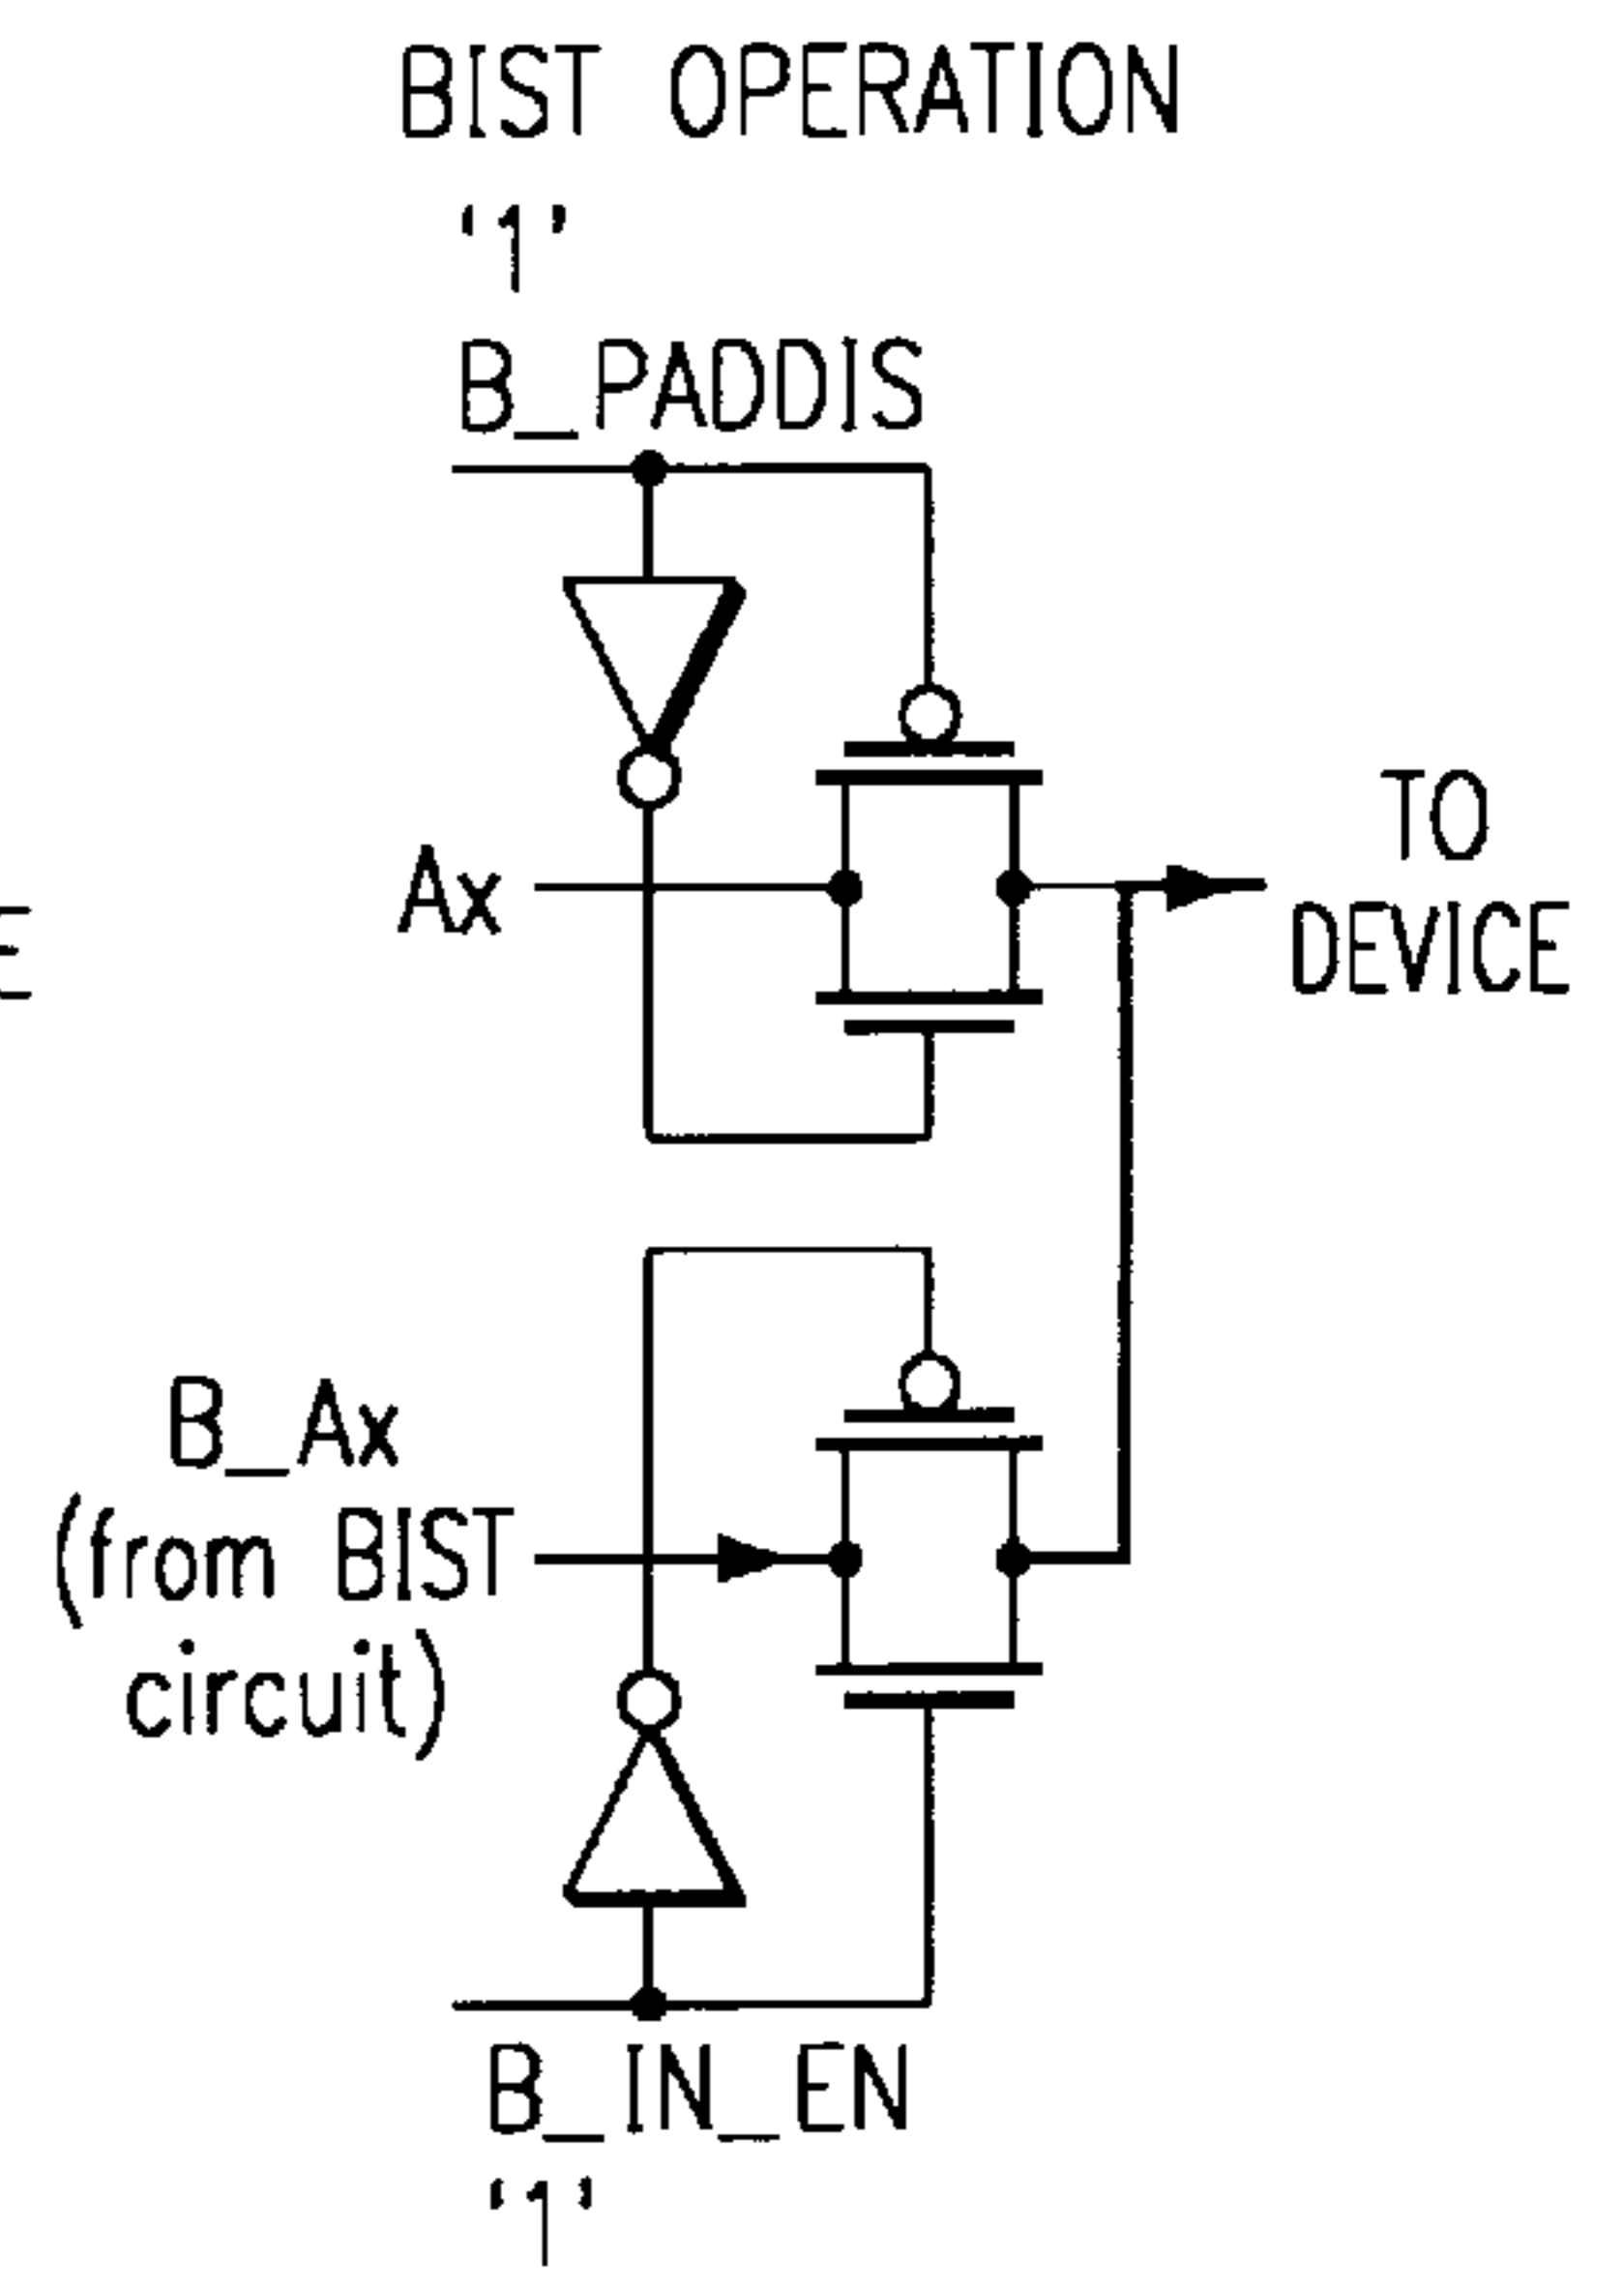 BIST OPERATION
‘1’
B_PADDIS
Ax
TO
DEVICE
E
B_Ax
(from BIST
circuit)
B_IN_EN
‘1’